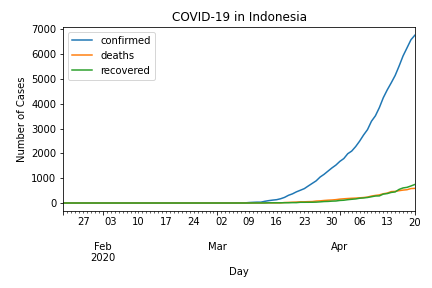 COVID-19 in Indonesia
7000
6000
5000
4000
3000
2000
1000
0
Number of Cases
confirmed
deaths
recovered
27 03 10 17 24 02 09 16 23 30 06 13 20
Feb Mar Apr
2020
Day